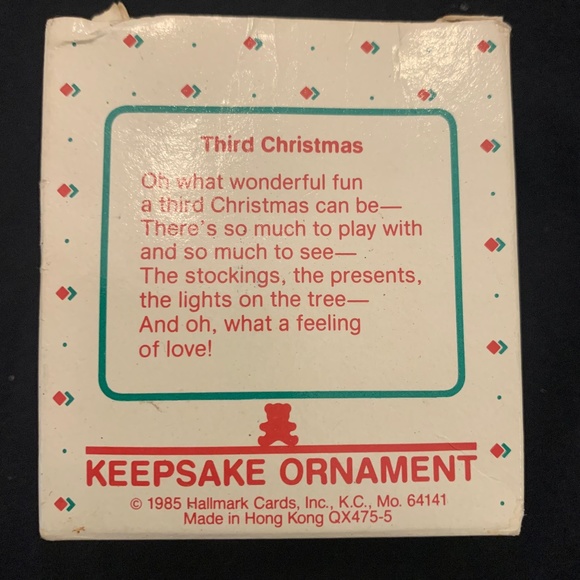 Third Christmas
Oh what wonderful fun
a third Christmas can be—
There's so much to play with
and so much to see—
The stockings, the presents,
the lights on the tree—
And oh, what a feeling
of love!
KEEPSAKE ORNAMENT
© 1985 Hallmark Cards, Inc., K.C., Mo. 64141
Made in Hong Kong QX475-5